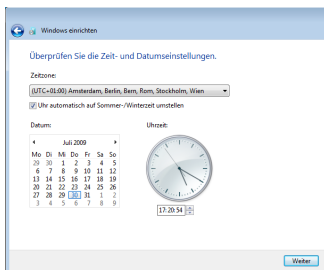 Windows einrichten
Überprüfen Sie die Zeit- und Datumseinstellungen.
Zeitzone:
(UTC+01:00) Amsterdam, Berlin, Bern, Rom, Stockholm, Wien
Uhr automatisch auf Sommer-/Winterzeit umstellen
Datum: Uhrzeit:
Juli 2009
Mo Di Mi Do Fr Sa So
29 30 1 2 3 4 5
6 7 8 9 10 11 12
13 14 15 16 17 18 19
20 21 22 23 24 25 26
27 28 29 30 31 1 2
3 4 5 6 7 8 9
17:20:54
Weiter